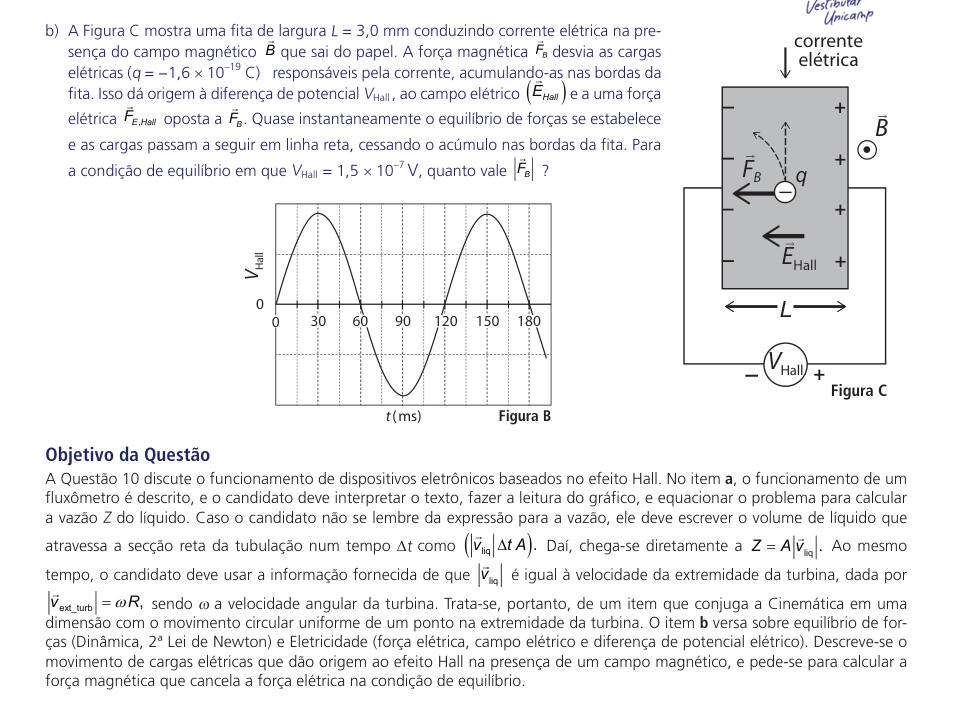 Vestibular
Unicamp
b) A Figura C mostra uma fita de largura L = 3,0 mm conduzindo corrente elétrica na pre-
sença do campo magnético B⃗ que sai do papel. A força magnética F⃗_B desvia as cargas
elétricas (q = −1,6 × 10⁻¹⁹ C) responsáveis pela corrente, acumulando-as nas bordas da
fita. Isso dá origem à diferença de potencial V_Hall, ao campo elétrico (E⃗_Hall) e a uma força
elétrica F⃗_E,Hall oposta a F⃗_B. Quase instantaneamente o equilíbrio de forças se estabelece
e as cargas passam a seguir em linha reta, cessando o acúmulo nas bordas da fita. Para
a condição de equilíbrio em que V_Hall = 1,5 × 10⁻⁷ V, quanto vale |F⃗_B| ?
V_Hall
0
0 30 60 90 120 150 180
t (ms)
Figura B
corrente
elétrica
B⃗
− +
− +
F⃗_B − q
− +
E⃗_Hall
− +
L
V_Hall
− +
Figura C
Objetivo da Questão
A Questão 10 discute o funcionamento de dispositivos eletrônicos baseados no efeito Hall. No item a, o funcionamento de um
fluxômetro é descrito, e o candidato deve interpretar o texto, fazer a leitura do gráfico, e equacionar o problema para calcular
a vazão Z do líquido. Caso o candidato não se lembre da expressão para a vazão, ele deve escrever o volume de líquido que
atravessa a secção reta da tubulação num tempo Δt como (|v⃗_liq| Δt A). Daí, chega-se diretamente a Z = A|v⃗_liq|. Ao mesmo
tempo, o candidato deve usar a informação fornecida de que |v⃗_liq| é igual à velocidade da extremidade da turbina, dada por
|v⃗_ext_turb| = ωR, sendo ω a velocidade angular da turbina. Trata-se, portanto, de um item que conjuga a Cinemática em uma
dimensão com o movimento circular uniforme de um ponto na extremidade da turbina. O item b versa sobre equilíbrio de for-
ças (Dinâmica, 2ª Lei de Newton) e Eletricidade (força elétrica, campo elétrico e diferença de potencial elétrico). Descreve-se o
movimento de cargas elétricas que dão origem ao efeito Hall na presença de um campo magnético, e pede-se para calcular a
força magnética que cancela a força elétrica na condição de equilíbrio.